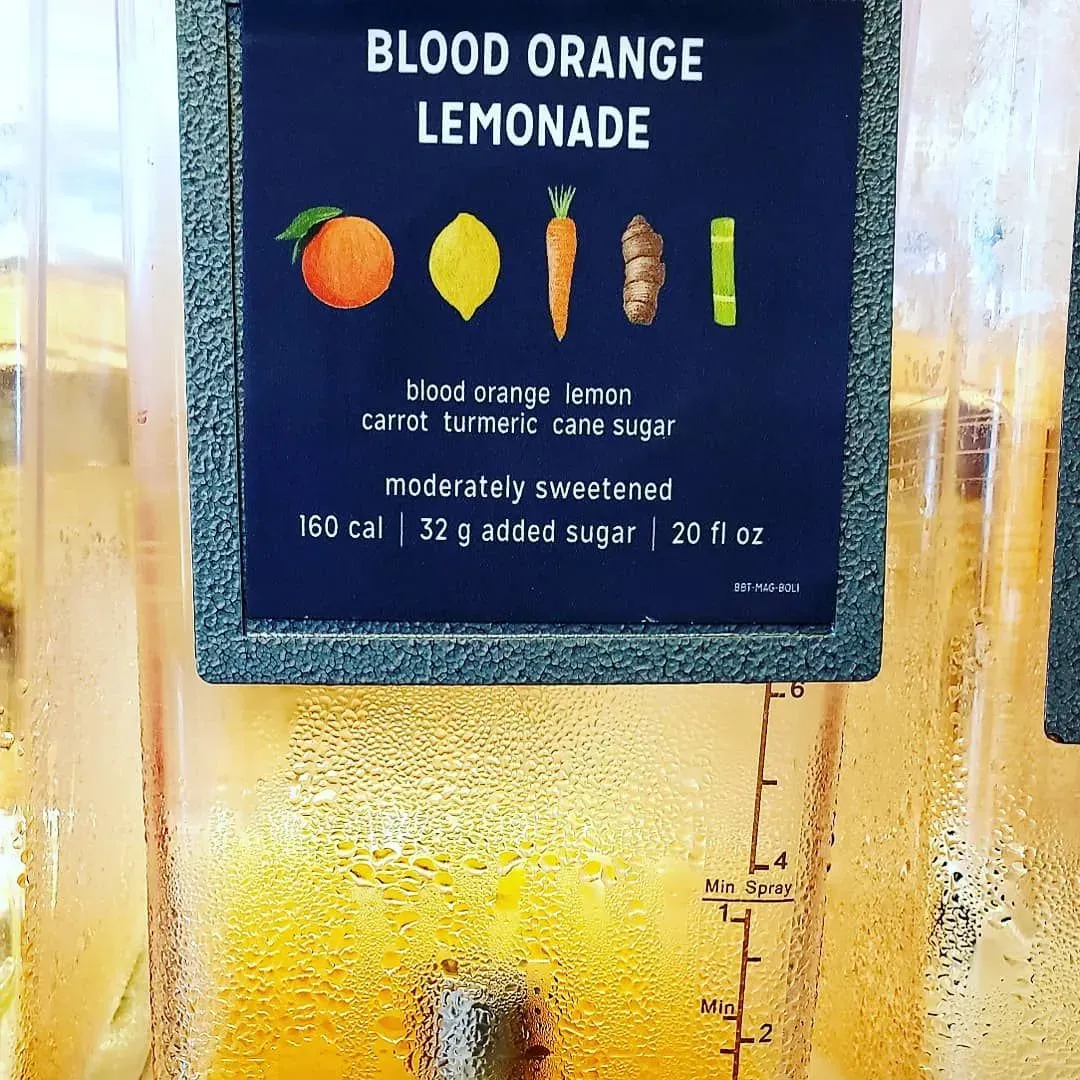 BLOOD ORANGE
LEMONADE
blood orange lemon
carrot turmeric cane sugar
moderately sweetened
160 cal | 32 g added sugar | 20 fl oz
BBT-MAG-BOLI
6
4
Min Spray
1
Min
2